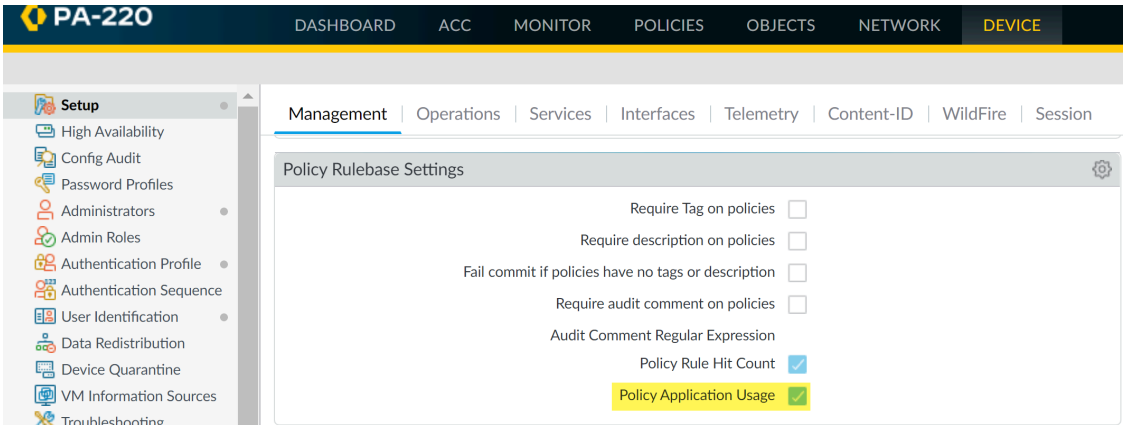 PA-220
DASHBOARD ACC MONITOR POLICIES OBJECTS NETWORK DEVICE
Setup
High Availability
Config Audit
Password Profiles
Administrators
Admin Roles
Authentication Profile
Authentication Sequence
User Identification
Data Redistribution
Device Quarantine
VM Information Sources
Troubleshooting
Management | Operations | Services | Interfaces | Telemetry | Content-ID | WildFire | Session
Policy Rulebase Settings
Require Tag on policies
Require description on policies
Fail commit if policies have no tags or description
Require audit comment on policies
Audit Comment Regular Expression
Policy Rule Hit Count
Policy Application Usage